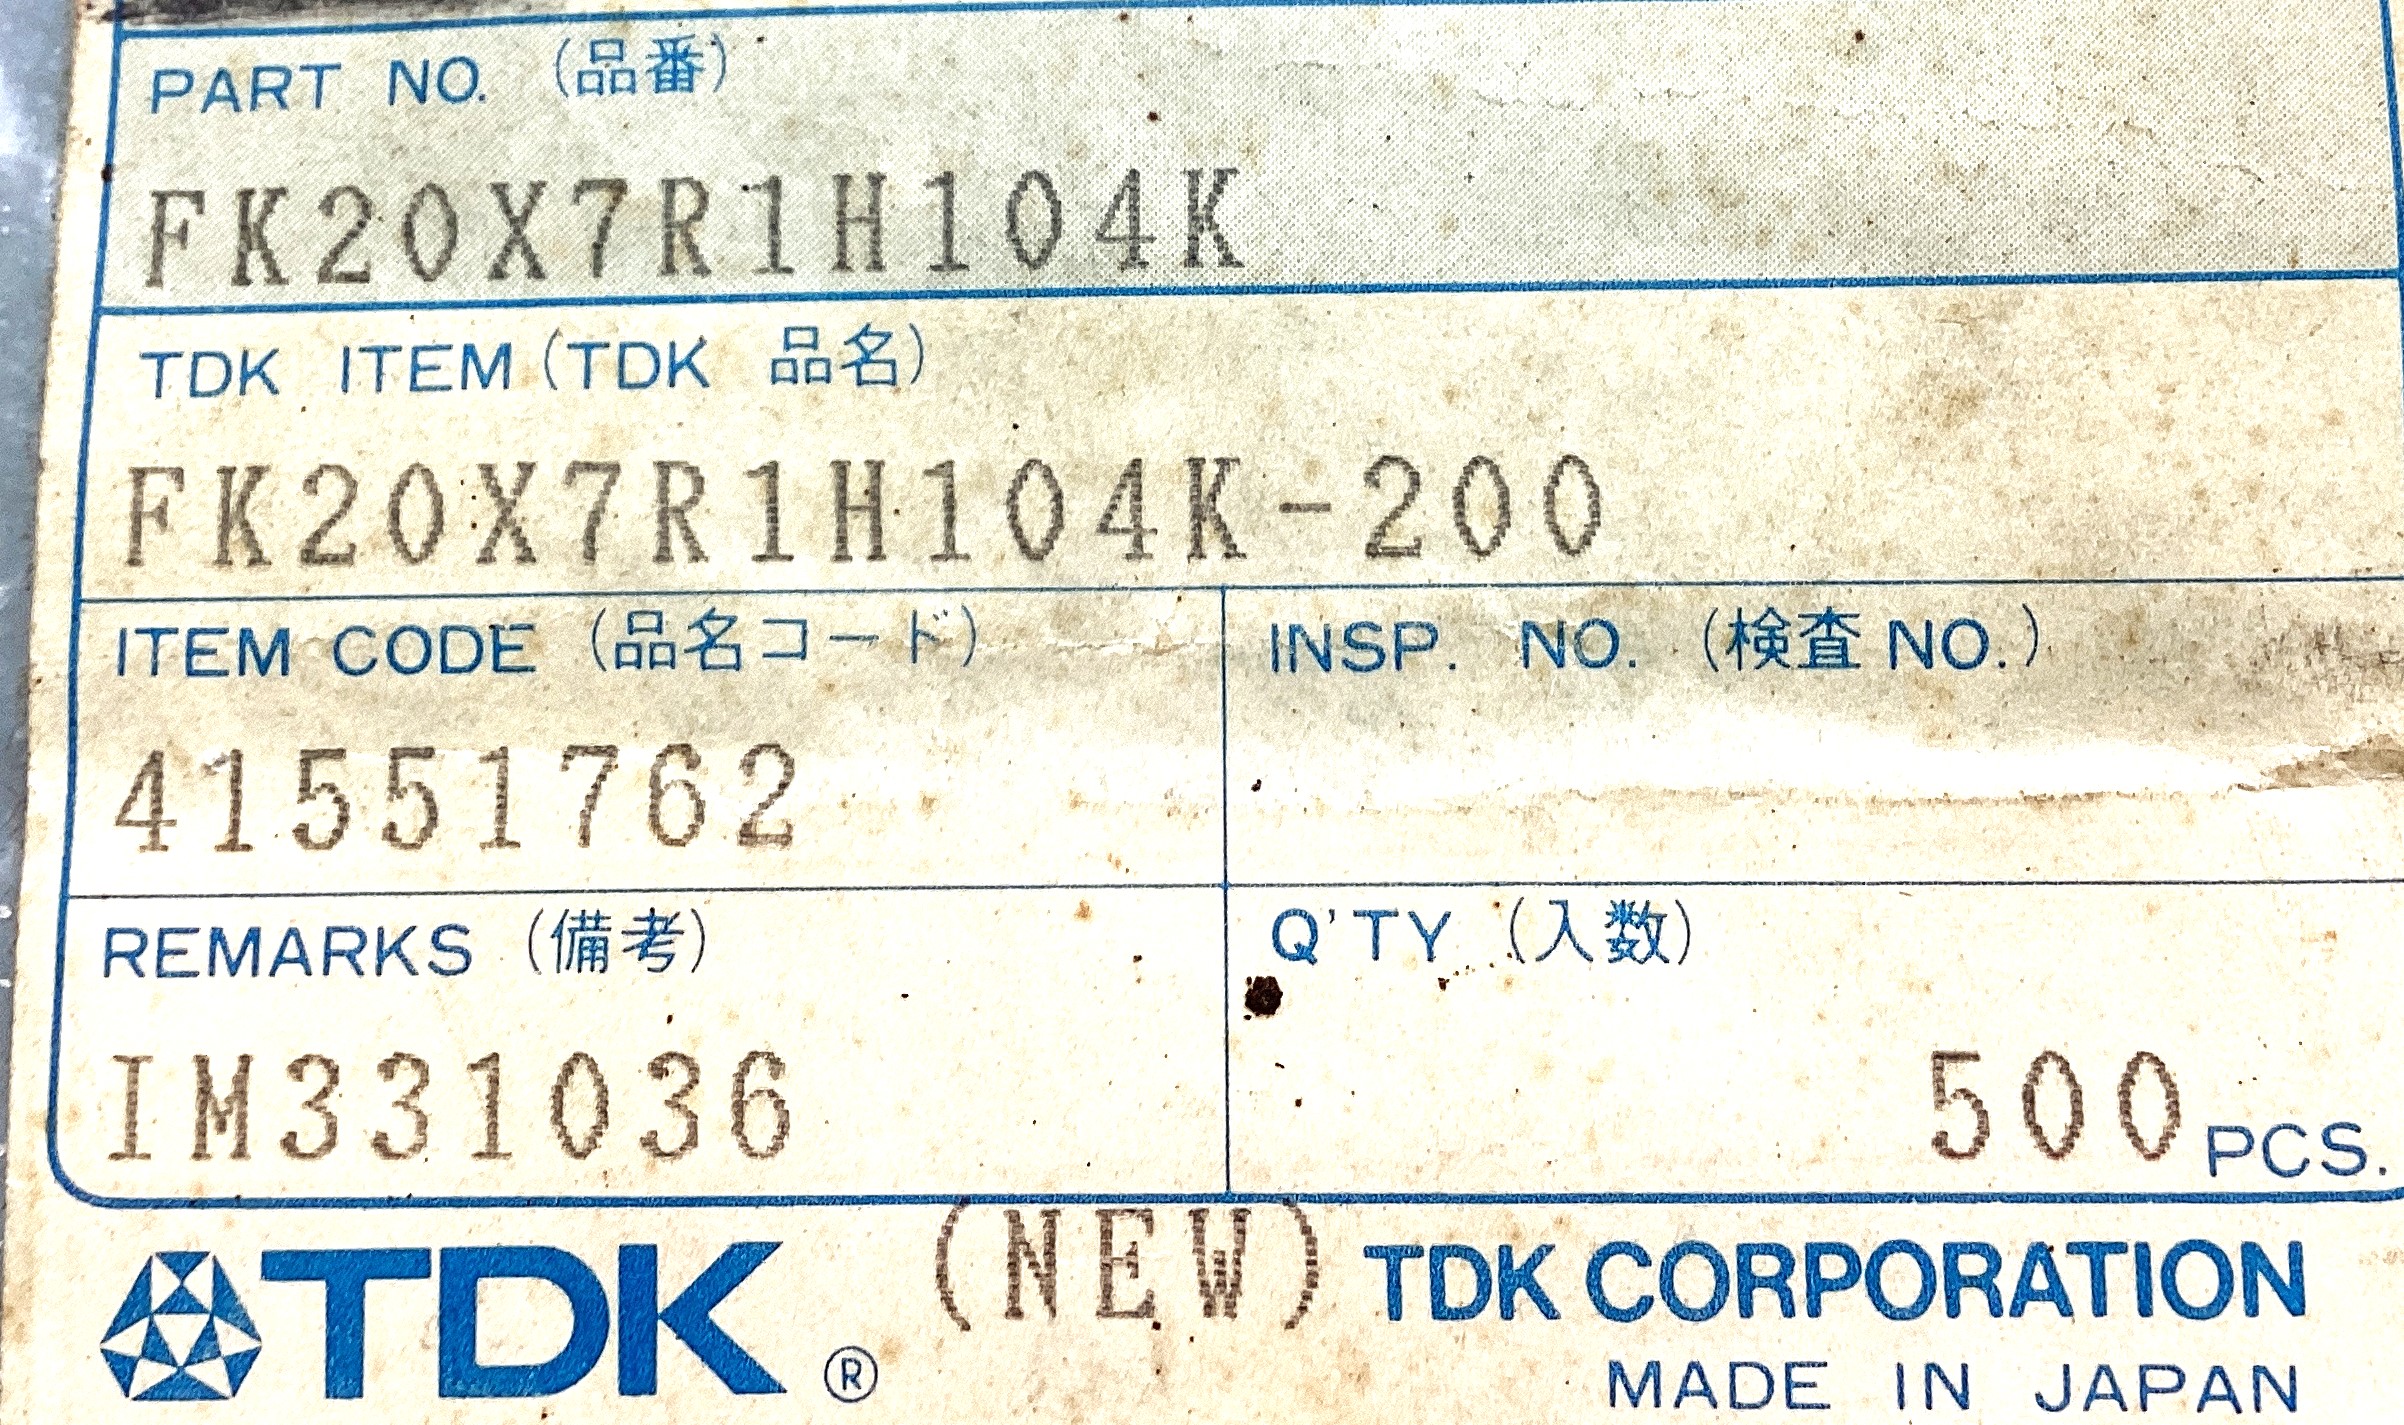 PART NO. (品番)
FK20X7R1H104K
TDK ITEM (TDK 品名)
FK20X7R1H104K-200
ITEM CODE (品名コード)
INSP. NO. (検査NO.)
41551762
REMARKS (備考)
Q'TY (入数)
IM331036
500 PCS.
(NEW)
TDK ®
TDK CORPORATION
MADE IN JAPAN